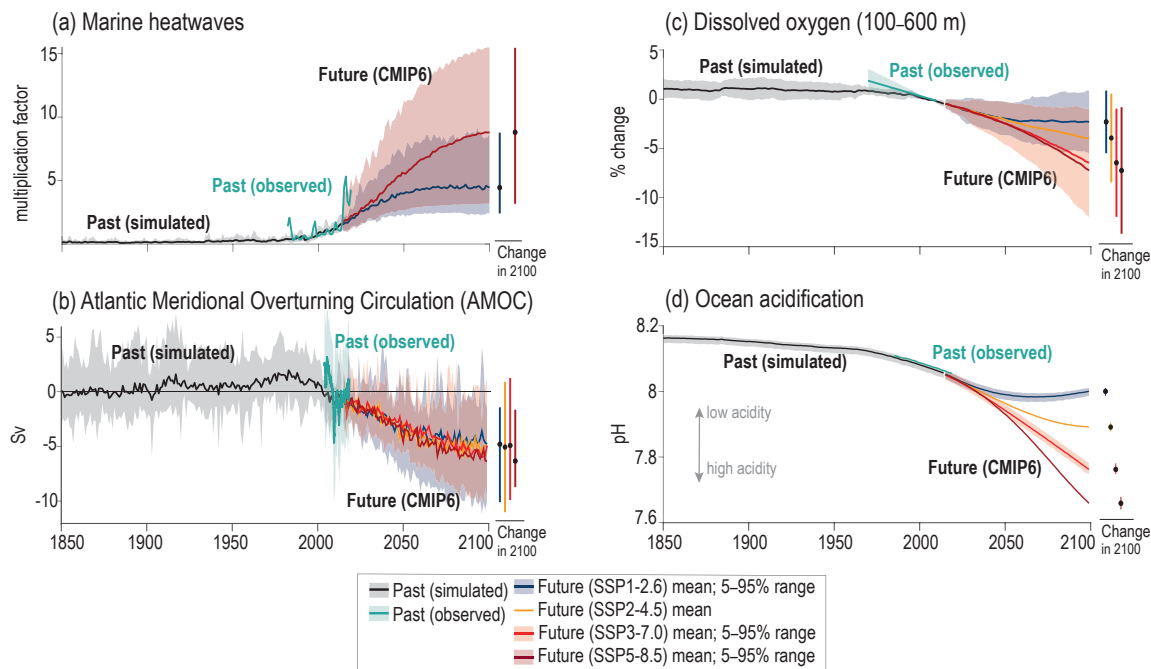 (a) Marine heatwaves
15
10
5
multiplication factor
Future (CMIP6)
Past (observed)
Past (simulated)
Change
in 2100
(b) Atlantic Meridional Overturning Circulation (AMOC)
5
0
-5
-10
Sv
Past (simulated)
Past (observed)
Future (CMIP6)
1850
1900
1950
2000
2050
2100
Change
in 2100
(c) Dissolved oxygen (100–600 m)
5
0
-5
-10
-15
% change
Past (simulated)
Past (observed)
Future (CMIP6)
Change
in 2100
(d) Ocean acidification
8.2
8.0
7.8
7.6
pH
Past (simulated)
Past (observed)
low acidity
high acidity
Future (CMIP6)
1850
1900
1950
2000
2050
2100
Change
in 2100
Past (simulated)
Past (observed)
Future (SSP1-2.6) mean; 5–95% range
Future (SSP2-4.5) mean
Future (SSP3-7.0) mean; 5–95% range
Future (SSP5-8.5) mean; 5–95% range